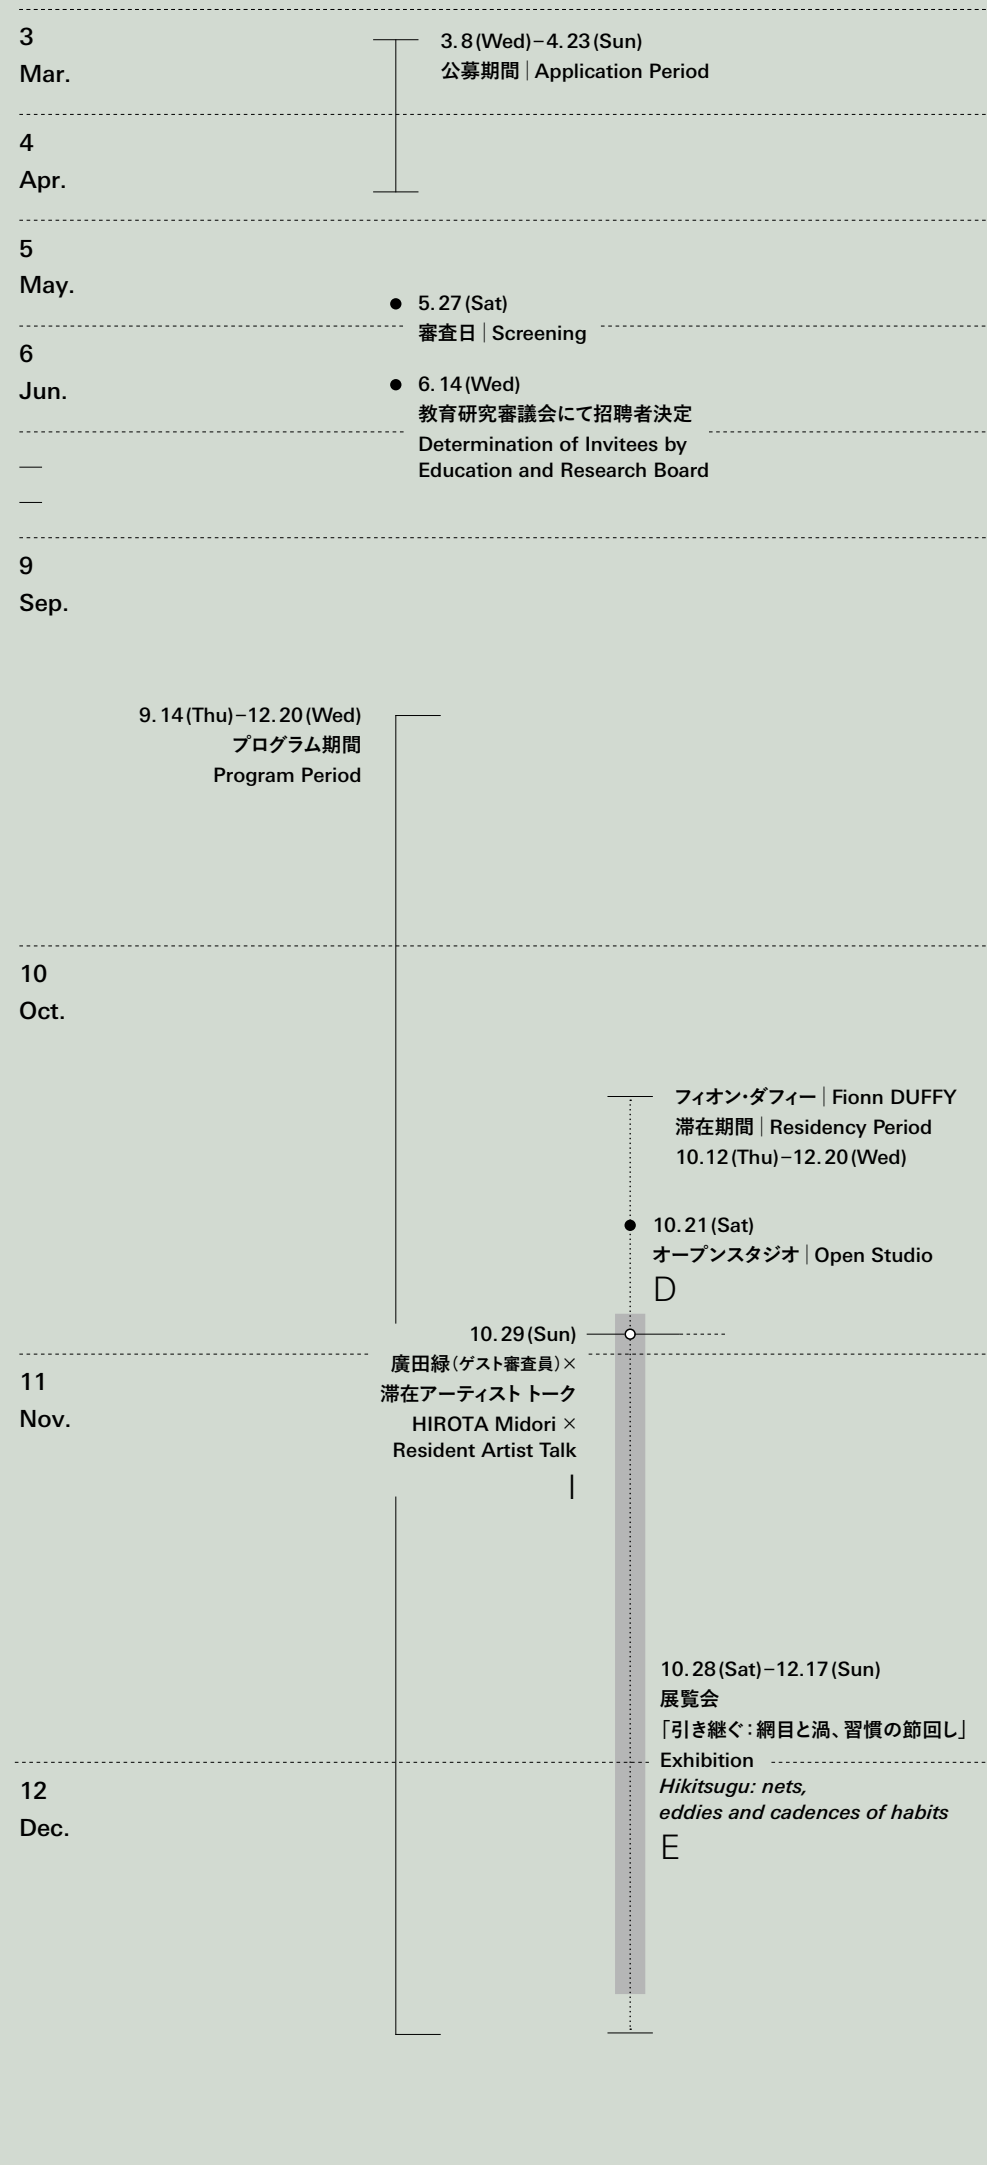 3
Mar.
3.8(Wed)–4.23(Sun)
公募期間｜Application Period
4
Apr.
5
May.
5.27(Sat)
審査日｜Screening
6
Jun.
6.14(Wed)
教育研究審議会にて招聘者決定
Determination of Invitees by
Education and Research Board
—
—
9
Sep.
9.14(Thu)–12.20(Wed)
プログラム期間
Program Period
10
Oct.
フィオン・ダフィー｜Fionn DUFFY
滞在期間｜Residency Period
10.12(Thu)–12.20(Wed)
10.21(Sat)
オープンスタジオ｜Open Studio
D
10.29(Sun)
廣田緑(ゲスト審査員)×
滞在アーティスト トーク
HIROTA Midori ×
Resident Artist Talk
I
11
Nov.
10.28(Sat)–12.17(Sun)
展覧会
「引き継ぐ：網目と渦、習慣の節回し」
Exhibition
Hikitsugu: nets,
eddies and cadences of habits
E
12
Dec.